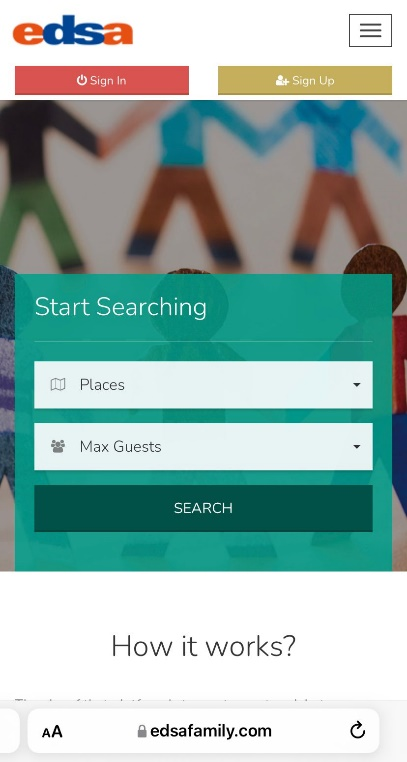 edsa
Sign In
Sign Up
Start Searching
Places
Max Guests
SEARCH
How it works?
AA
edsafamily.com